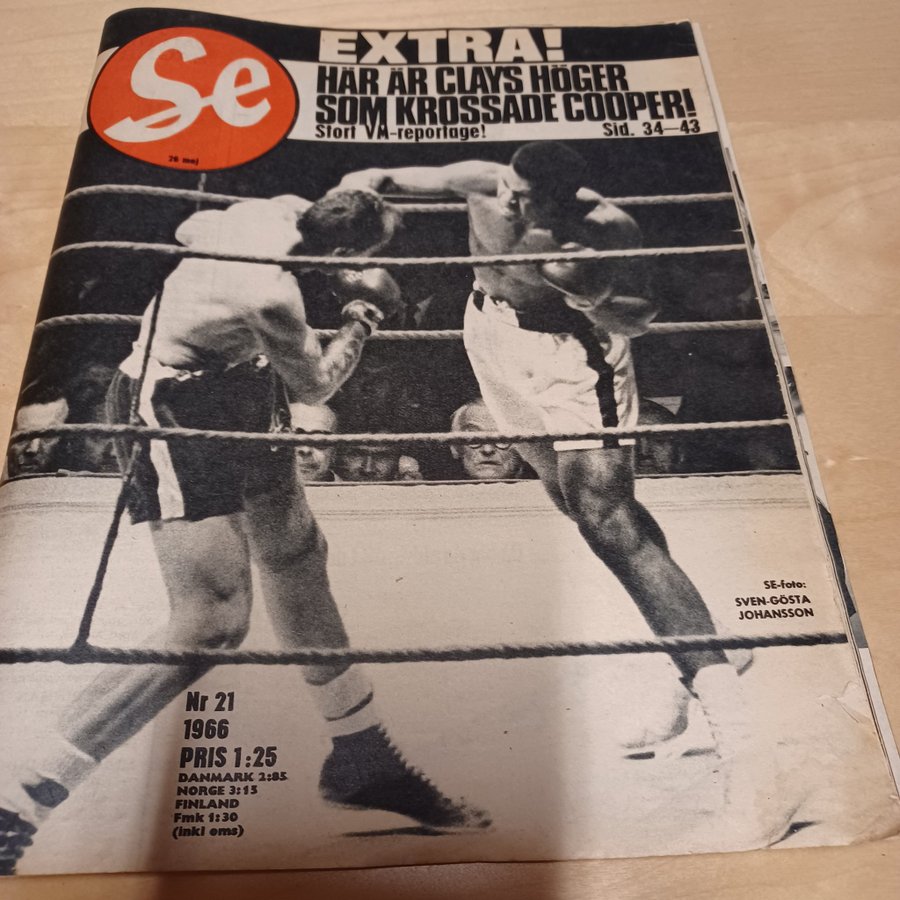 Se
26 maj
EXTRA!
HÄR ÄR CLAYS HÖGER
SOM KROSSADE COOPER!
Stort VM-reportage! Sid. 34—43
SE-foto:
SVEN-GÖSTA
JOHANSSON
Nr 21
1966
PRIS 1:25
DANMARK 2:85
NORGE 3:15
FINLAND
Fmk 1:30
(inkl oms)